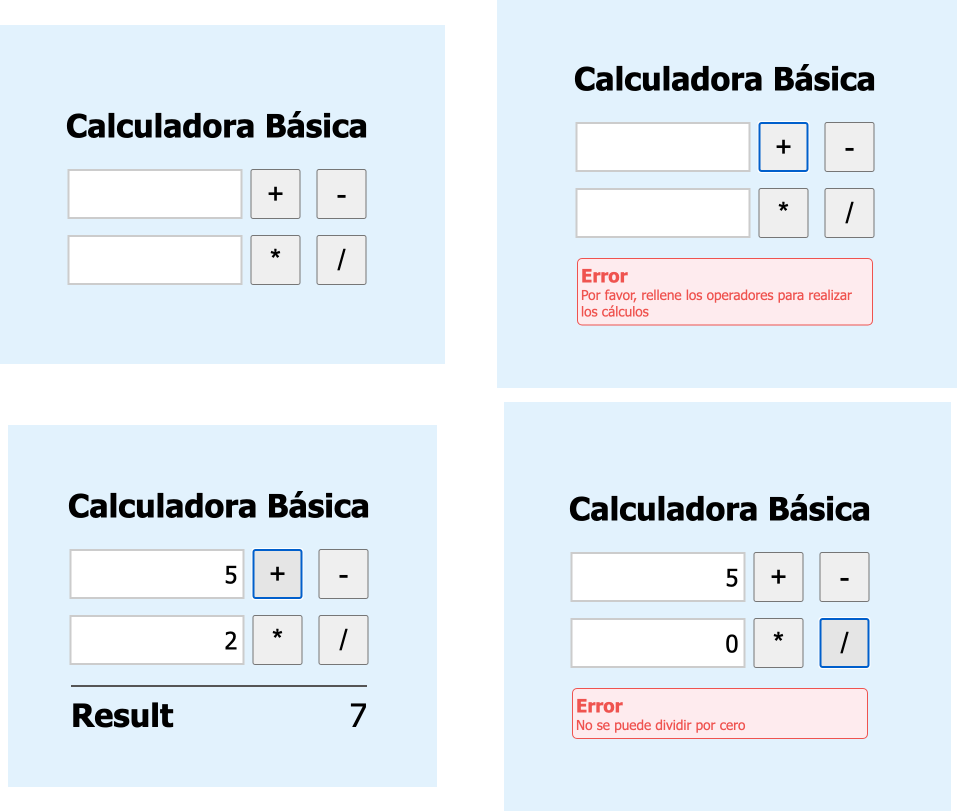 Calculadora Básica
+ -
* /
Calculadora Básica
+ -
* /
Error
Por favor, rellene los operadores para realizar
los cálculos
Calculadora Básica
5 + -
2 * /
Result 7
Calculadora Básica
5 + -
0 * /
Error
No se puede dividir por cero